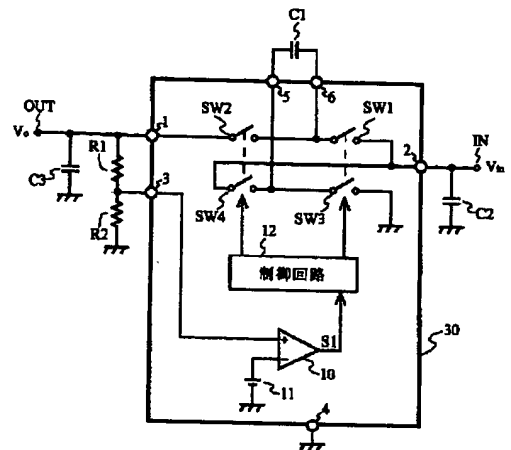 C1
5
6
OUT
Vo
1
SW2
SW1
IN
2
Vin
R1
C3
3
R2
SW4
SW3
C2
12
制御回路
S1
+
−
10
11
30
4